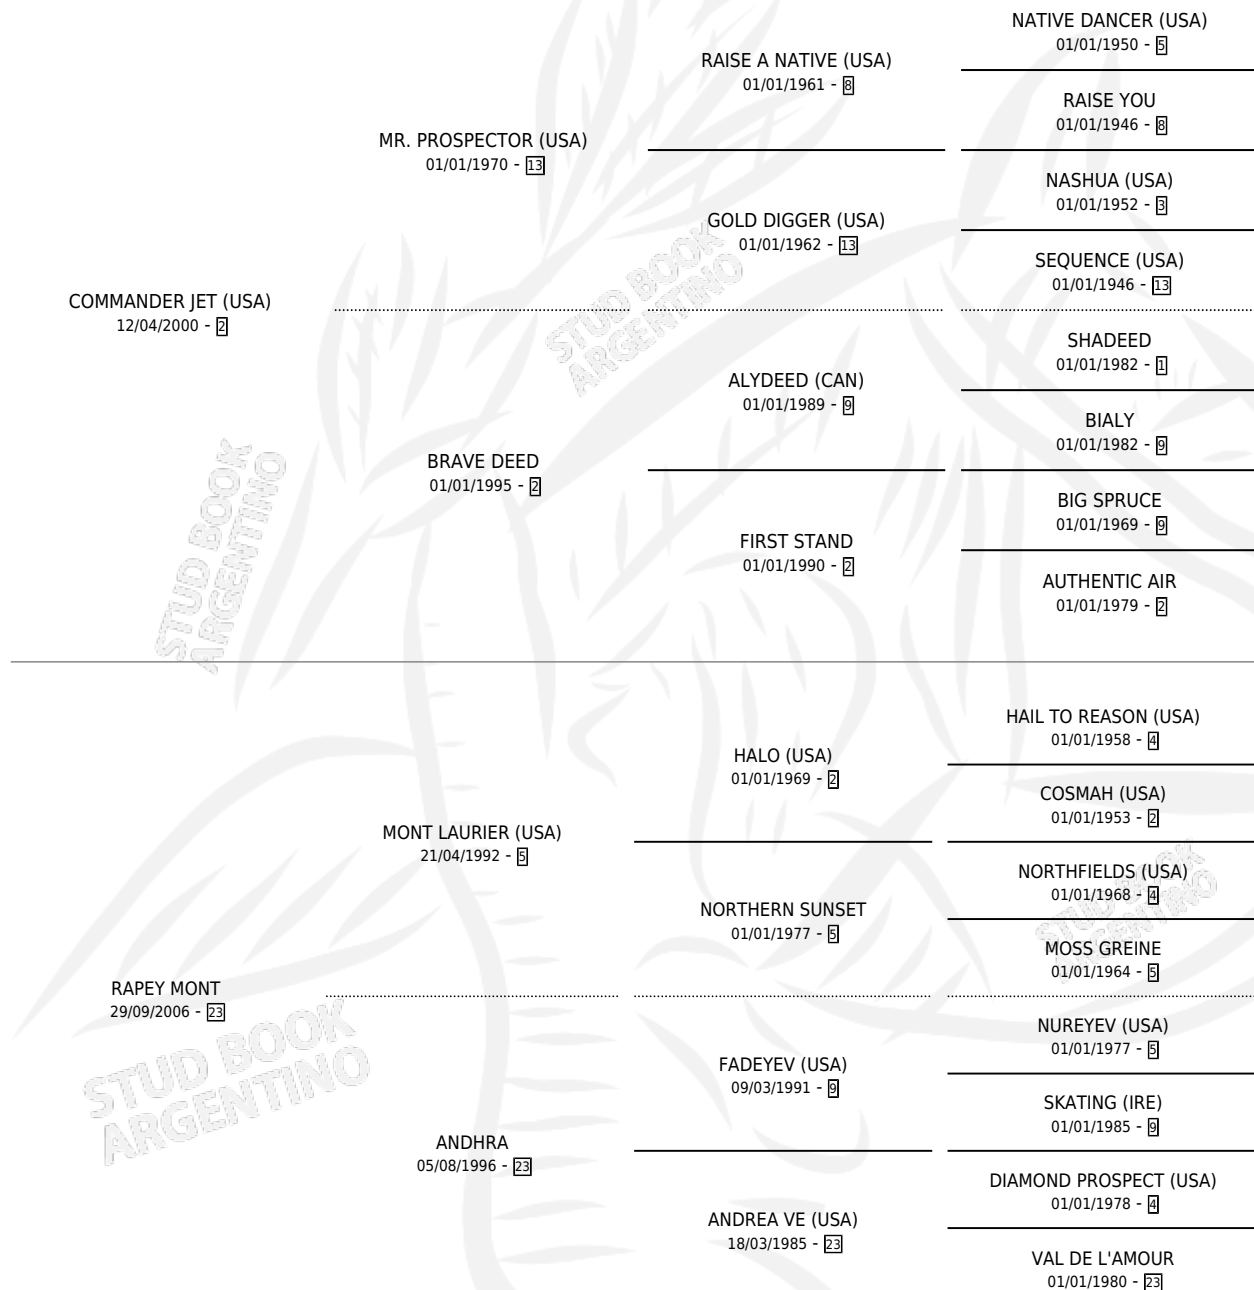 NATIVE DANCER (USA)
01/01/1950 - 5
RAISE A NATIVE (USA)
01/01/1961 - 8
RAISE YOU
01/01/1946 - 8
MR. PROSPECTOR (USA)
01/01/1970 - 13
NASHUA (USA)
01/01/1952 - 3
GOLD DIGGER (USA)
01/01/1962 - 13
SEQUENCE (USA)
01/01/1946 - 13
COMMANDER JET (USA)
12/04/2000 - 2
STUD BOOK
ARGENTINO
SHADEED
01/01/1982 - 1
ALYDEED (CAN)
01/01/1989 - 9
BIALY
01/01/1982 - 9
BRAVE DEED
01/01/1995 - 2
BIG SPRUCE
01/01/1969 - 9
FIRST STAND
01/01/1990 - 2
AUTHENTIC AIR
01/01/1979 - 2
STUD BOOK
ARGENTINO
HAIL TO REASON (USA)
01/01/1958 - 4
HALO (USA)
01/01/1969 - 2
COSMAH (USA)
01/01/1953 - 2
MONT LAURIER (USA)
21/04/1992 - 5
NORTHFIELDS (USA)
01/01/1968 - 4
NORTHERN SUNSET
01/01/1977 - 5
STUD BOOK
ARGENTINO
MOSS GREINE
01/01/1964 - 5
RAPEY MONT
29/09/2006 - 23
STUD BOOK
ARGENTINO
NUREYEV (USA)
01/01/1977 - 5
FADEYEV (USA)
09/03/1991 - 9
SKATING (IRE)
01/01/1985 - 9
ANDHRA
05/08/1996 - 23
DIAMOND PROSPECT (USA)
01/01/1978 - 4
ANDREA VE (USA)
18/03/1985 - 23
VAL DE L'AMOUR
01/01/1980 - 23